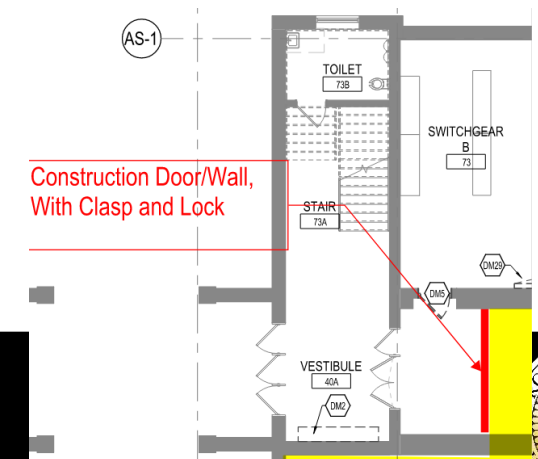 AS-1
TOILET
73B
SWITCHGEAR
B
73
Construction Door/Wall,
With Clasp and Lock
STAIR
73A
DM29
DM5
VESTIBULE
40A
DM2